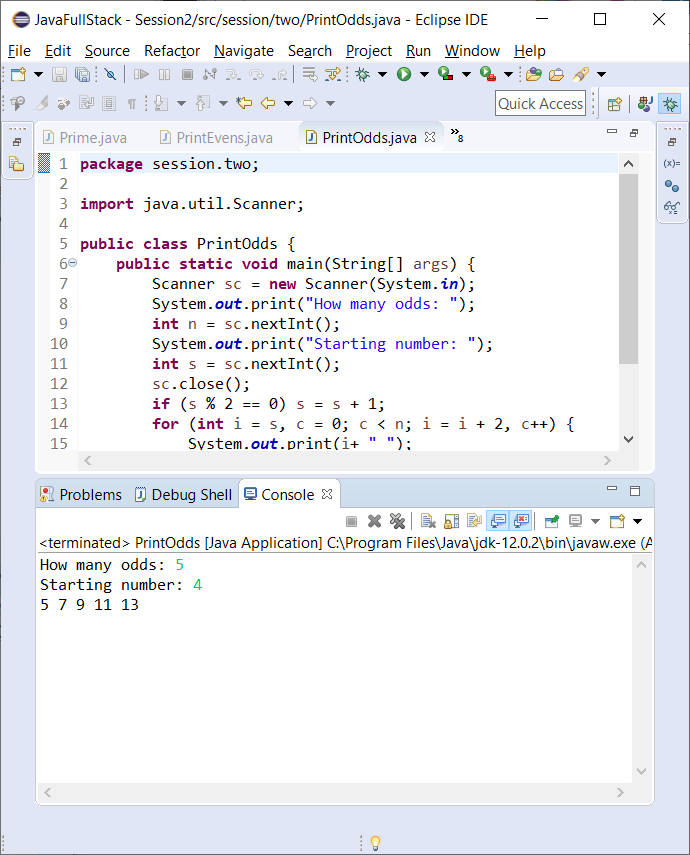 JavaFullStack - Session2/src/session/two/PrintOdds.java - Eclipse IDE
File Edit Source Refactor Navigate Search Project Run Window Help
Quick Access
Prime.java PrintEvens.java PrintOdds.java »8
1 package session.two;
2
3 import java.util.Scanner;
4
5 public class PrintOdds {
6 public static void main(String[] args) {
7 Scanner sc = new Scanner(System.in);
8 System.out.print("How many odds: ");
9 int n = sc.nextInt();
10 System.out.print("Starting number: ");
11 int s = sc.nextInt();
12 sc.close();
13 if (s % 2 == 0) s = s + 1;
14 for (int i = s, c = 0; c < n; i = i + 2, c++) {
15 System.out.print(i+ " ");
Problems Debug Shell Console
<terminated> PrintOdds [Java Application] C:\Program Files\Java\jdk-12.0.2\bin\javaw.exe (A
How many odds: 5
Starting number: 4
5 7 9 11 13